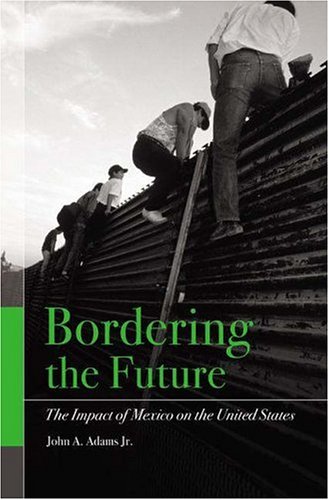 Bordering
the Future
The Impact of Mexico on the United States
John A. Adams Jr.